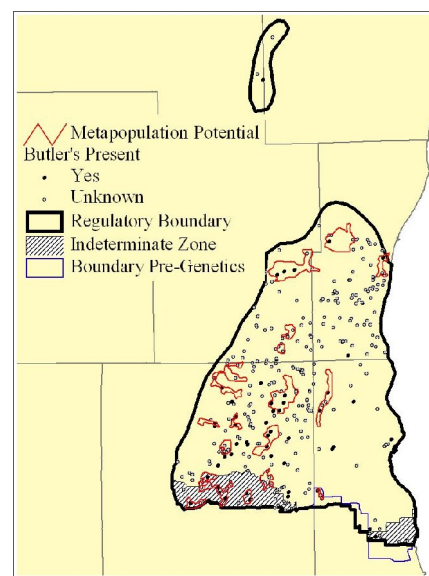 Metapopulation Potential
Butler's Present
Yes
Unknown
Regulatory Boundary
Indeterminate Zone
Boundary Pre-Genetics